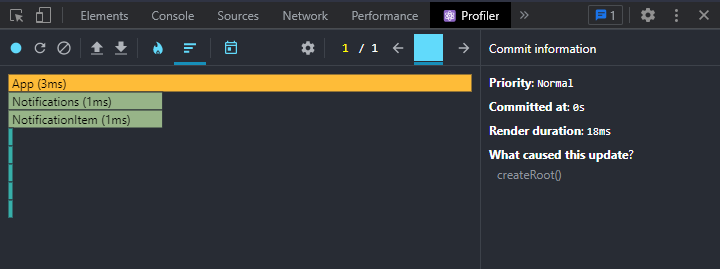 Elements Console Sources Network Performance Profiler » 1
1 / 1 Commit information
App (3ms)
Notifications (1ms)
NotificationItem (1ms)
Priority: Normal
Committed at: 0s
Render duration: 18ms
What caused this update?
createRoot()